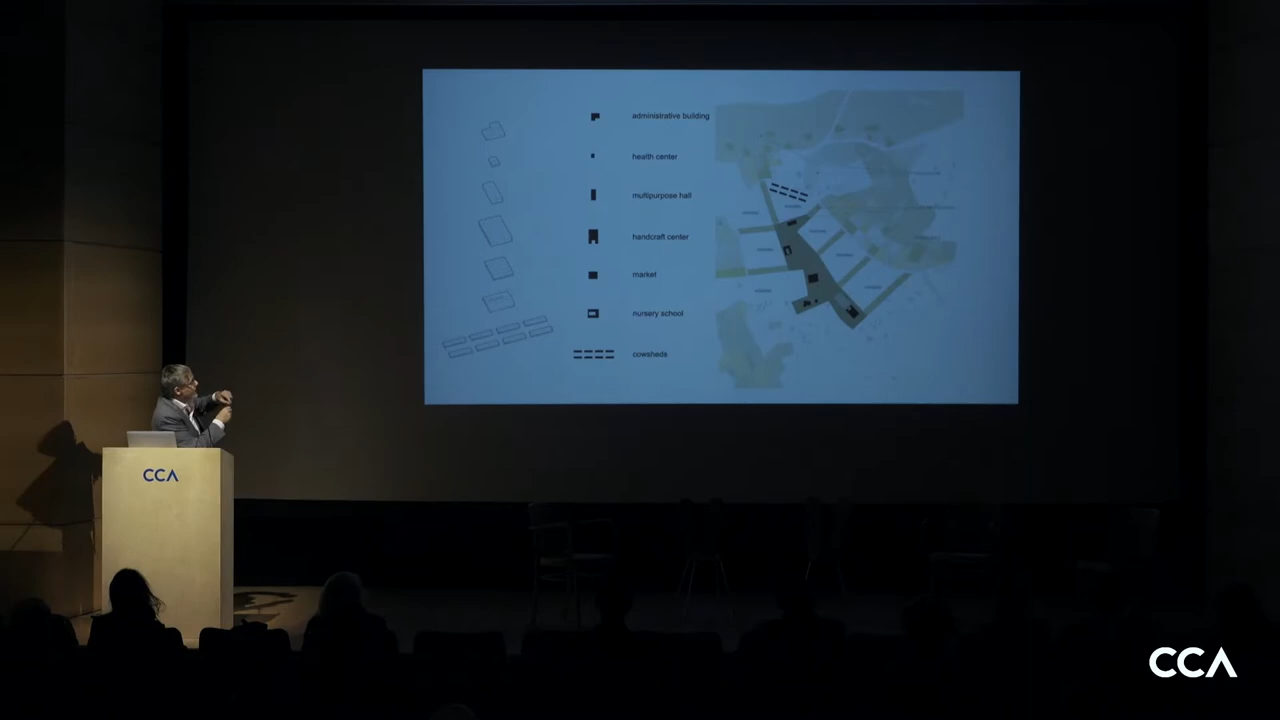 administrative building
health center
multipurpose hall
handcraft center
market
nursery school
cowsheds
CCA
CCA